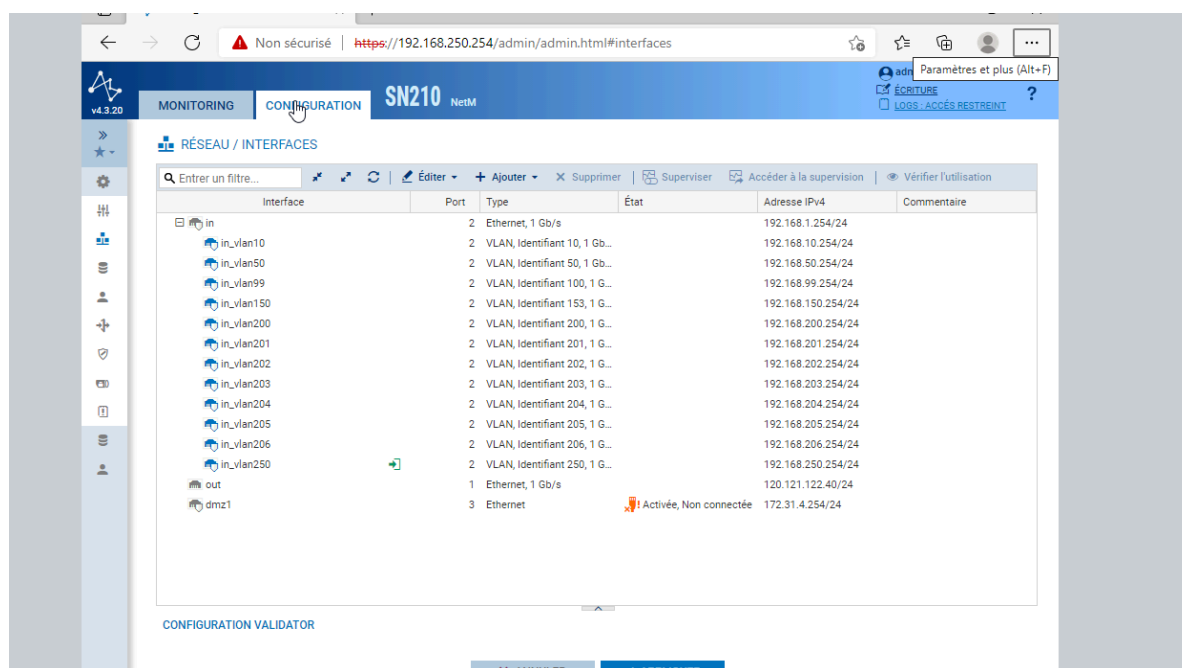 Non sécurisé | https://192.168.250.254/admin/admin.html#interfaces
Paramètres et plus (Alt+F)
v4.3.20
MONITORING CONFIGURATION SN210 NetM
adm
ÉCRITURE
LOGS : ACCÈS RESTREINT
?
RÉSEAU / INTERFACES
Entrer un filtre... Éditer + Ajouter Supprimer | Superviser Accéder à la supervision | Vérifier l'utilisation
Interface Port Type État Adresse IPv4 Commentaire
in 2 Ethernet, 1 Gb/s 192.168.1.254/24
in_vlan10 2 VLAN, Identifiant 10, 1 Gb... 192.168.10.254/24
in_vlan50 2 VLAN, Identifiant 50, 1 Gb... 192.168.50.254/24
in_vlan99 2 VLAN, Identifiant 100, 1 G... 192.168.99.254/24
in_vlan150 2 VLAN, Identifiant 153, 1 G... 192.168.150.254/24
in_vlan200 2 VLAN, Identifiant 200, 1 G... 192.168.200.254/24
in_vlan201 2 VLAN, Identifiant 201, 1 G... 192.168.201.254/24
in_vlan202 2 VLAN, Identifiant 202, 1 G... 192.168.202.254/24
in_vlan203 2 VLAN, Identifiant 203, 1 G... 192.168.203.254/24
in_vlan204 2 VLAN, Identifiant 204, 1 G... 192.168.204.254/24
in_vlan205 2 VLAN, Identifiant 205, 1 G... 192.168.205.254/24
in_vlan206 2 VLAN, Identifiant 206, 1 G... 192.168.206.254/24
in_vlan250 2 VLAN, Identifiant 250, 1 G... 192.168.250.254/24
out 1 Ethernet, 1 Gb/s 120.121.122.40/24
dmz1 3 Ethernet ! Activée, Non connectée 172.31.4.254/24
CONFIGURATION VALIDATOR